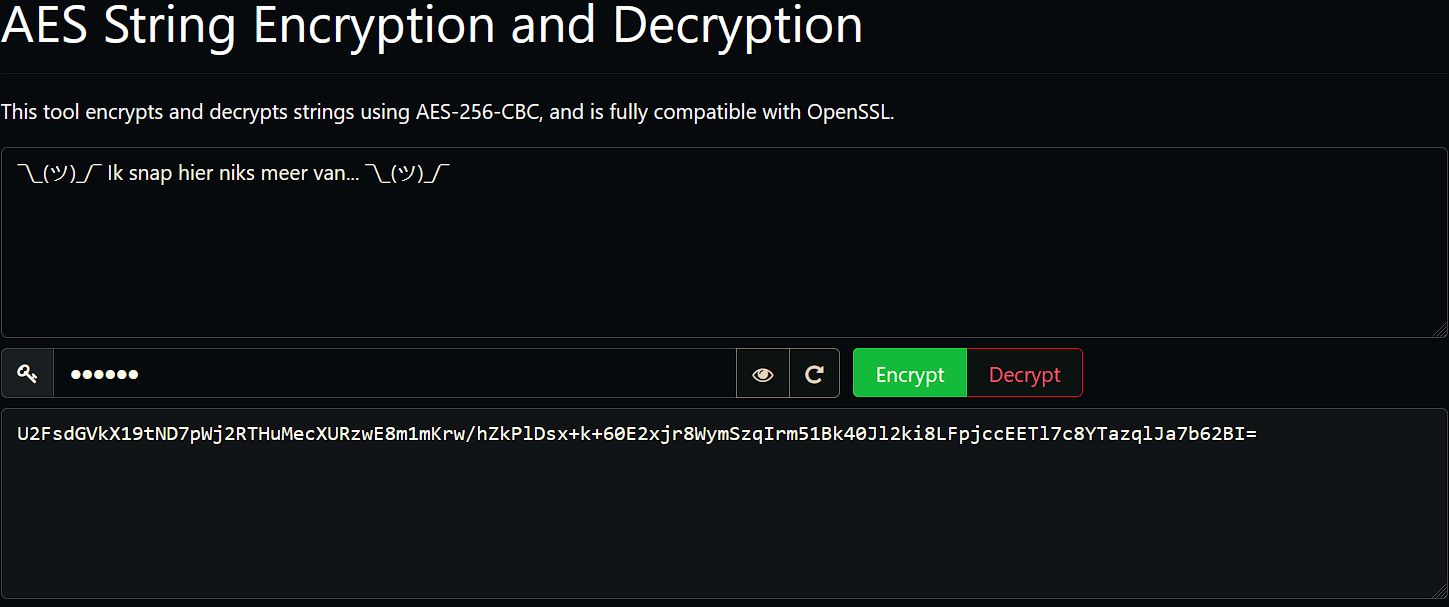 AES String Encryption and Decryption
This tool encrypts and decrypts strings using AES-256-CBC, and is fully compatible with OpenSSL.
¯\_(ツ)_/¯ Ik snap hier niks meer van... ¯\_(ツ)_/¯
••••••
Encrypt Decrypt
U2FsdGVkX19tND7pWj2RTHuMecXURzwE8m1mKrw/hZkPlDsx+k+60E2xjr8WymSzqIrm51Bk40Jl2ki8LFpjccEETl7c8YTazqlJa7b62BI=